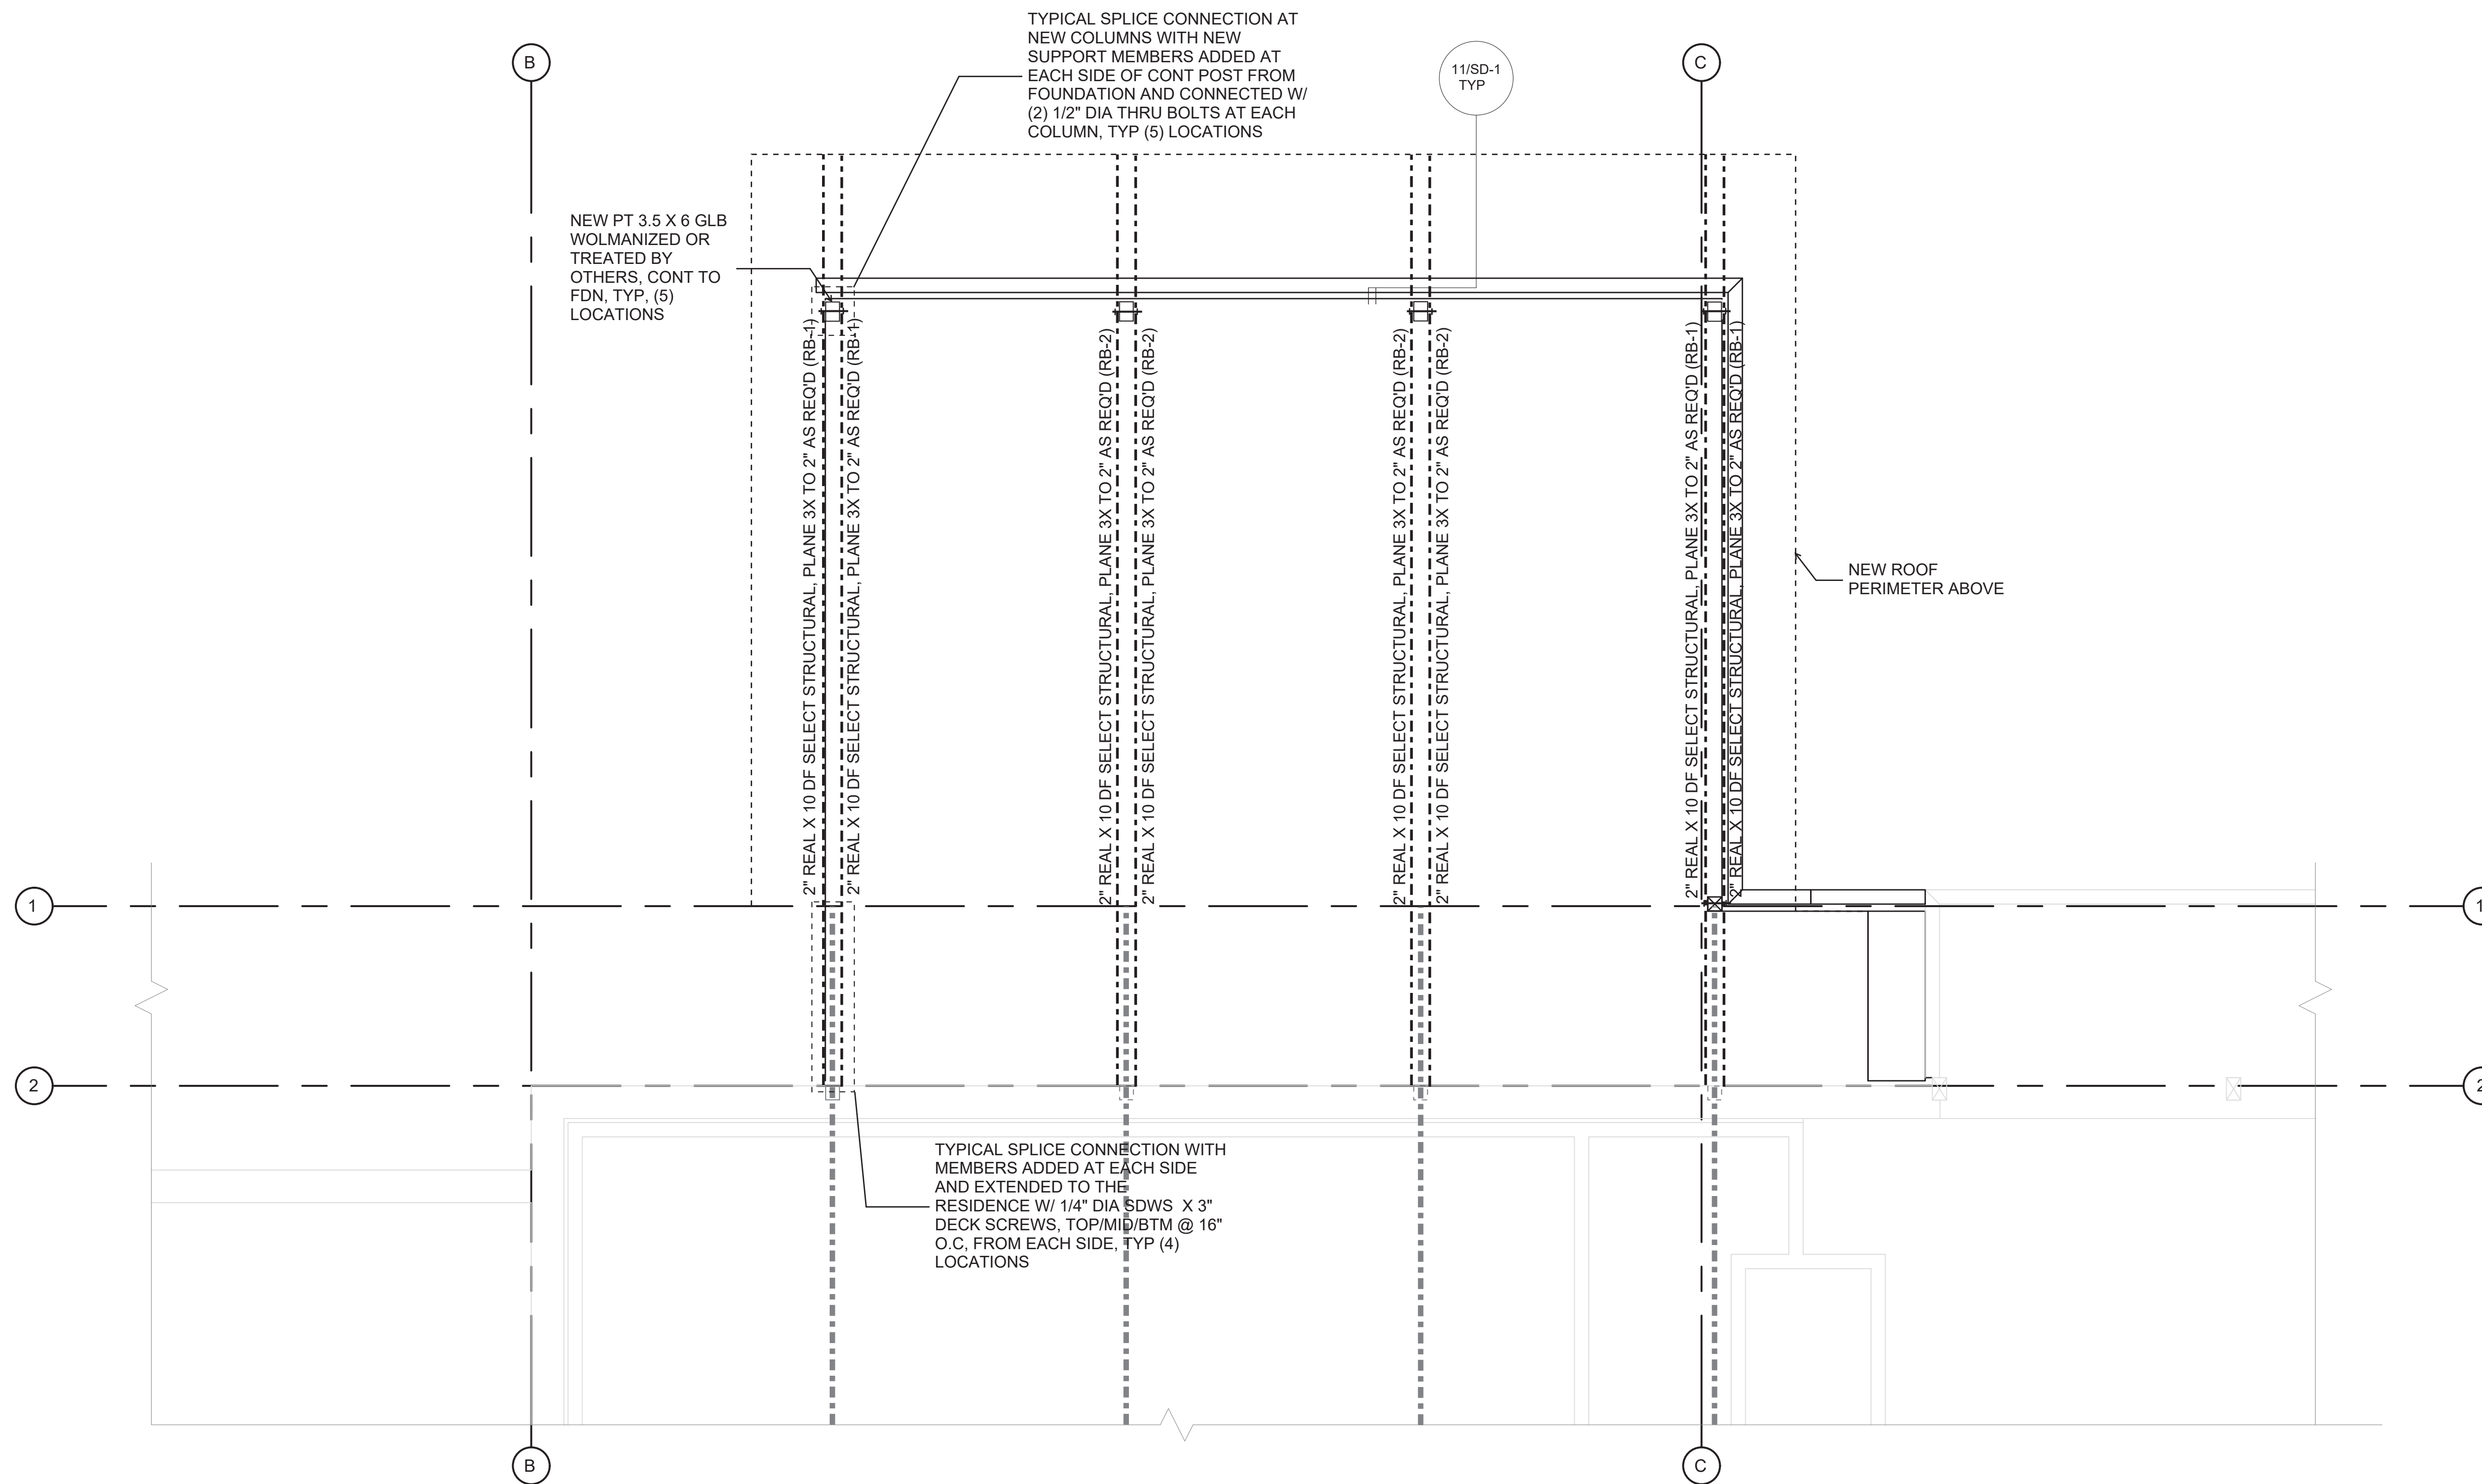 TYPICAL SPLICE CONNECTION AT
NEW COLUMNS WITH NEW
SUPPORT MEMBERS ADDED AT
EACH SIDE OF CONT POST FROM
FOUNDATION AND CONNECTED W/
(2) 1/2" DIA THRU BOLTS AT EACH
COLUMN, TYP (5) LOCATIONS
B
11/SD-1
TYP
C
NEW PT 3.5 X 6 GLB
WOLMANIZED OR
TREATED BY
OTHERS, CONT TO
FDN, TYP, (5)
LOCATIONS
2" REAL X 10 DF SELECT STRUCTURAL, PLANE 3X TO 2" AS REQ'D (RB-1)
2" REAL X 10 DF SELECT STRUCTURAL, PLANE 3X TO 2" AS REQ'D (RB-1)
2" REAL X 10 DF SELECT STRUCTURAL, PLANE 3X TO 2" AS REQ'D (RB-2)
2" REAL X 10 DF SELECT STRUCTURAL, PLANE 3X TO 2" AS REQ'D (RB-2)
2" REAL X 10 DF SELECT STRUCTURAL, PLANE 3X TO 2" AS REQ'D (RB-2)
2" REAL X 10 DF SELECT STRUCTURAL, PLANE 3X TO 2" AS REQ'D (RB-2)
2" REAL X 10 DF SELECT STRUCTURAL, PLANE 3X TO 2" AS REQ'D (RB-1)
2" REAL X 10 DF SELECT STRUCTURAL, PLANE 3X TO 2" AS REQ'D (RB-1)
NEW ROOF
PERIMETER ABOVE
1
1
2
2
TYPICAL SPLICE CONNECTION WITH
MEMBERS ADDED AT EACH SIDE
AND EXTENDED TO THE
RESIDENCE W/ 1/4" DIA SDWS X 3"
DECK SCREWS, TOP/MID/BTM @ 16"
O.C, FROM EACH SIDE, TYP (4)
LOCATIONS
B
C